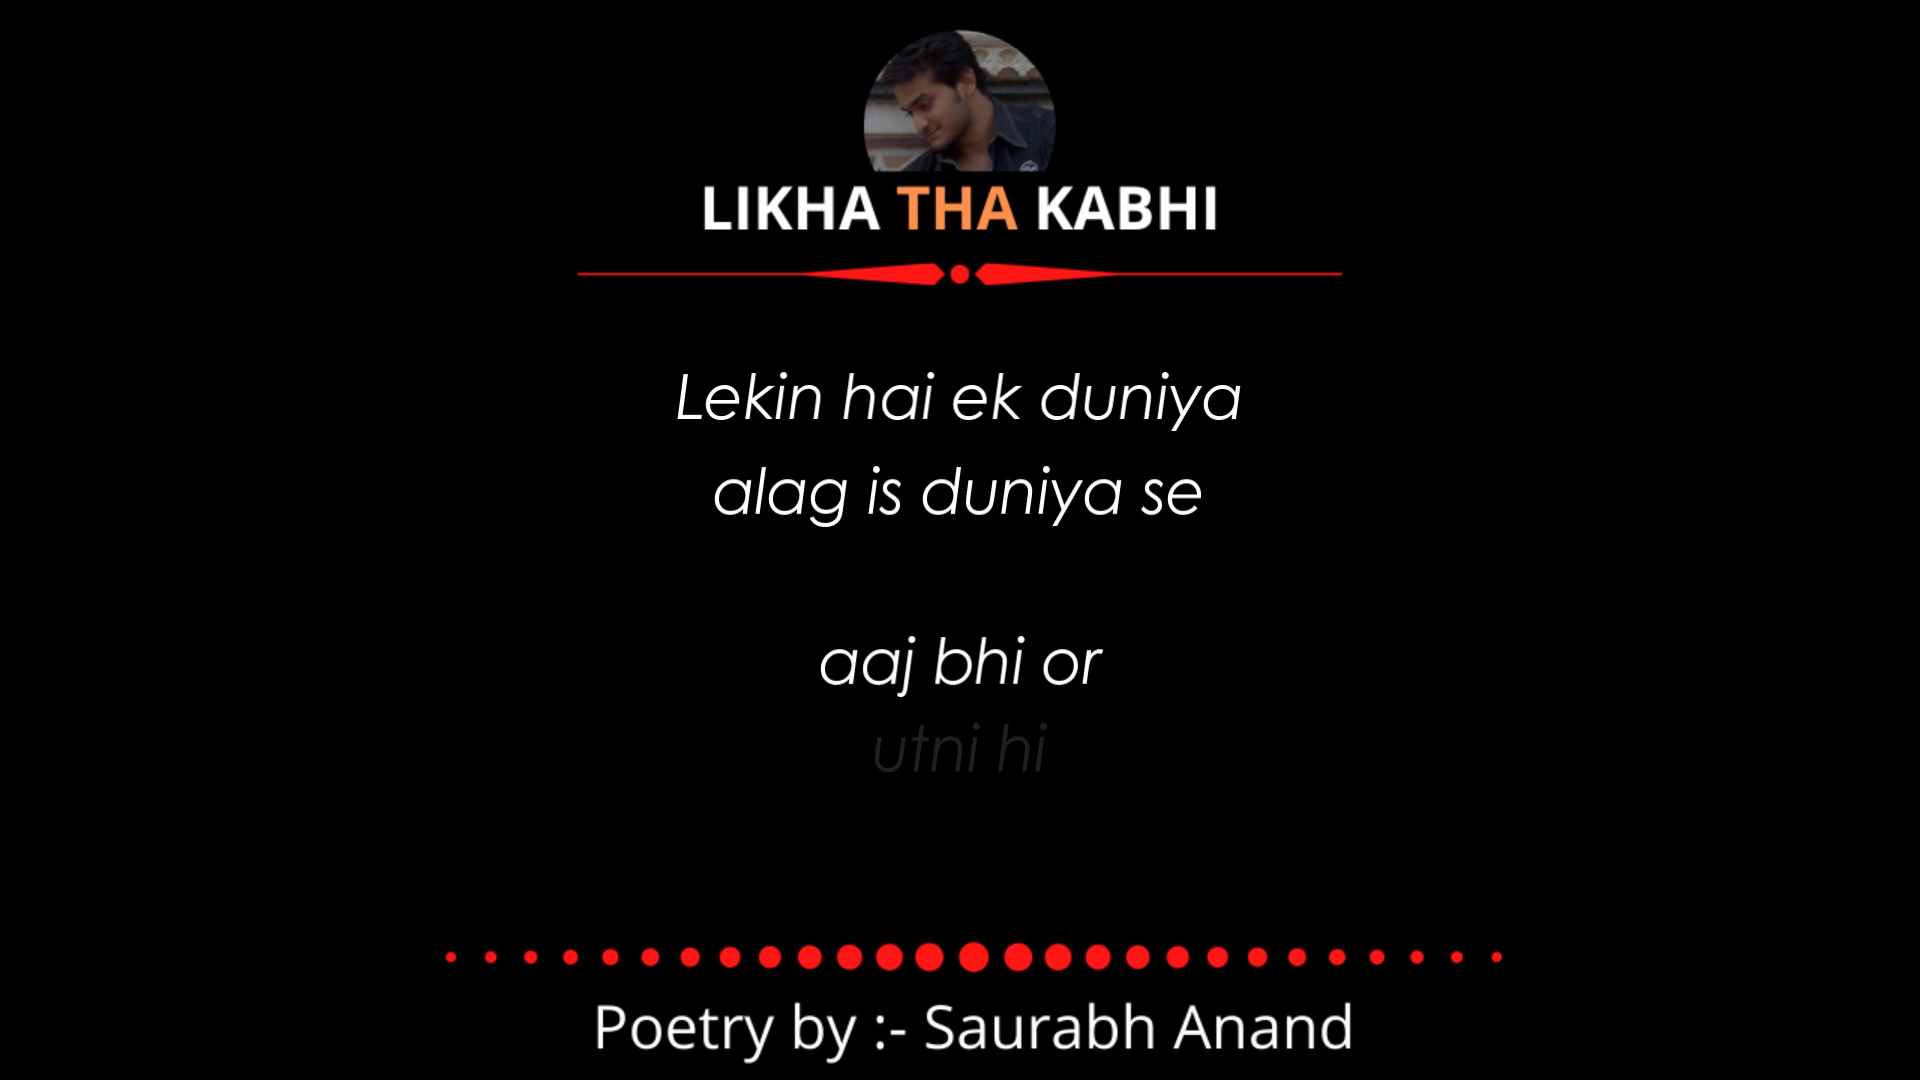 LIKHA THA KABHI
Lekin hai ek duniya
alag is duniya se
aaj bhi or
utni hi
Poetry by :- Saurabh Anand